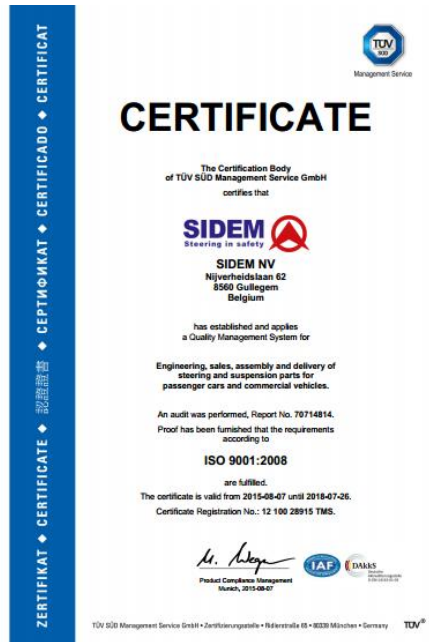 ZERTIFIKAT ◆ CERTIFICATE ◆ 認證證書 ◆ СЕРТИФИКАТ ◆ CERTIFICADO ◆ CERTIFICAT
TÜV
SÜD
Management Service
CERTIFICATE
The Certification Body
of TÜV SÜD Management Service GmbH
certifies that
SIDEM
Steering in safety
SIDEM NV
Nijverheidslaan 62
8560 Gullegem
Belgium
has established and applies
a Quality Management System for
Engineering, sales, assembly and delivery of
steering and suspension parts for
passenger cars and commercial vehicles.
An audit was performed, Report No. 70714814.
Proof has been furnished that the requirements
according to
ISO 9001:2008
are fulfilled.
The certificate is valid from 2015-08-07 until 2018-07-26.
Certificate Registration No.: 12 100 28915 TMS.
Product Compliance Management
Munich, 2015-08-07
IAF
DAkkS
TÜV SÜD Management Service GmbH • Zertifizierungsstelle • Ridlerstraße 65 • 80339 München • Germany
TÜV®